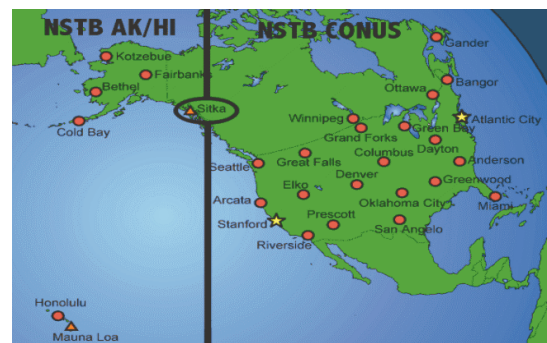 NSTB AK/HI
NSTB CONUS
Kotzebue
Gander
Fairbanks
Bethel
Bangor
Ottawa
Sitka
Cold Bay
Winnipeg
Atlantic City
Green Bay
Grand Forks
Dayton
Great Falls
Columbus
Anderson
Seattle
Denver
Greenwood
Elko
Oklahoma City
Arcata
Miami
Prescott
Stanford
San Angelo
Riverside
Honolulu
Mauna Loa